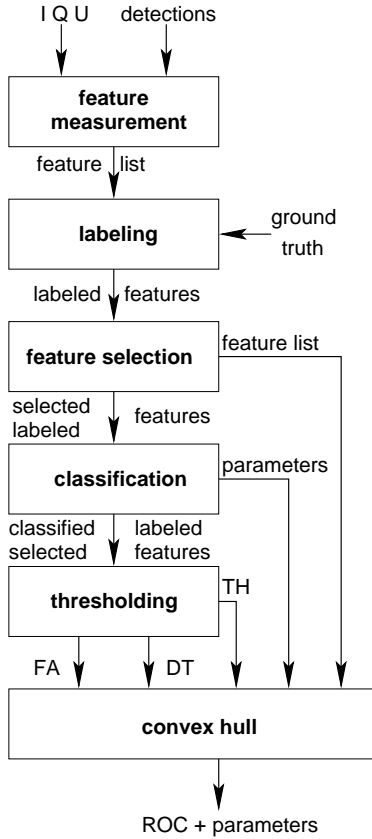 I Q U detections
feature
measurement
feature list
labeling
ground
truth
labeled features
feature selection
feature list
selected
labeled features
classification
parameters
classified labeled
selected features
thresholding
TH
FA DT
convex hull
ROC + parameters